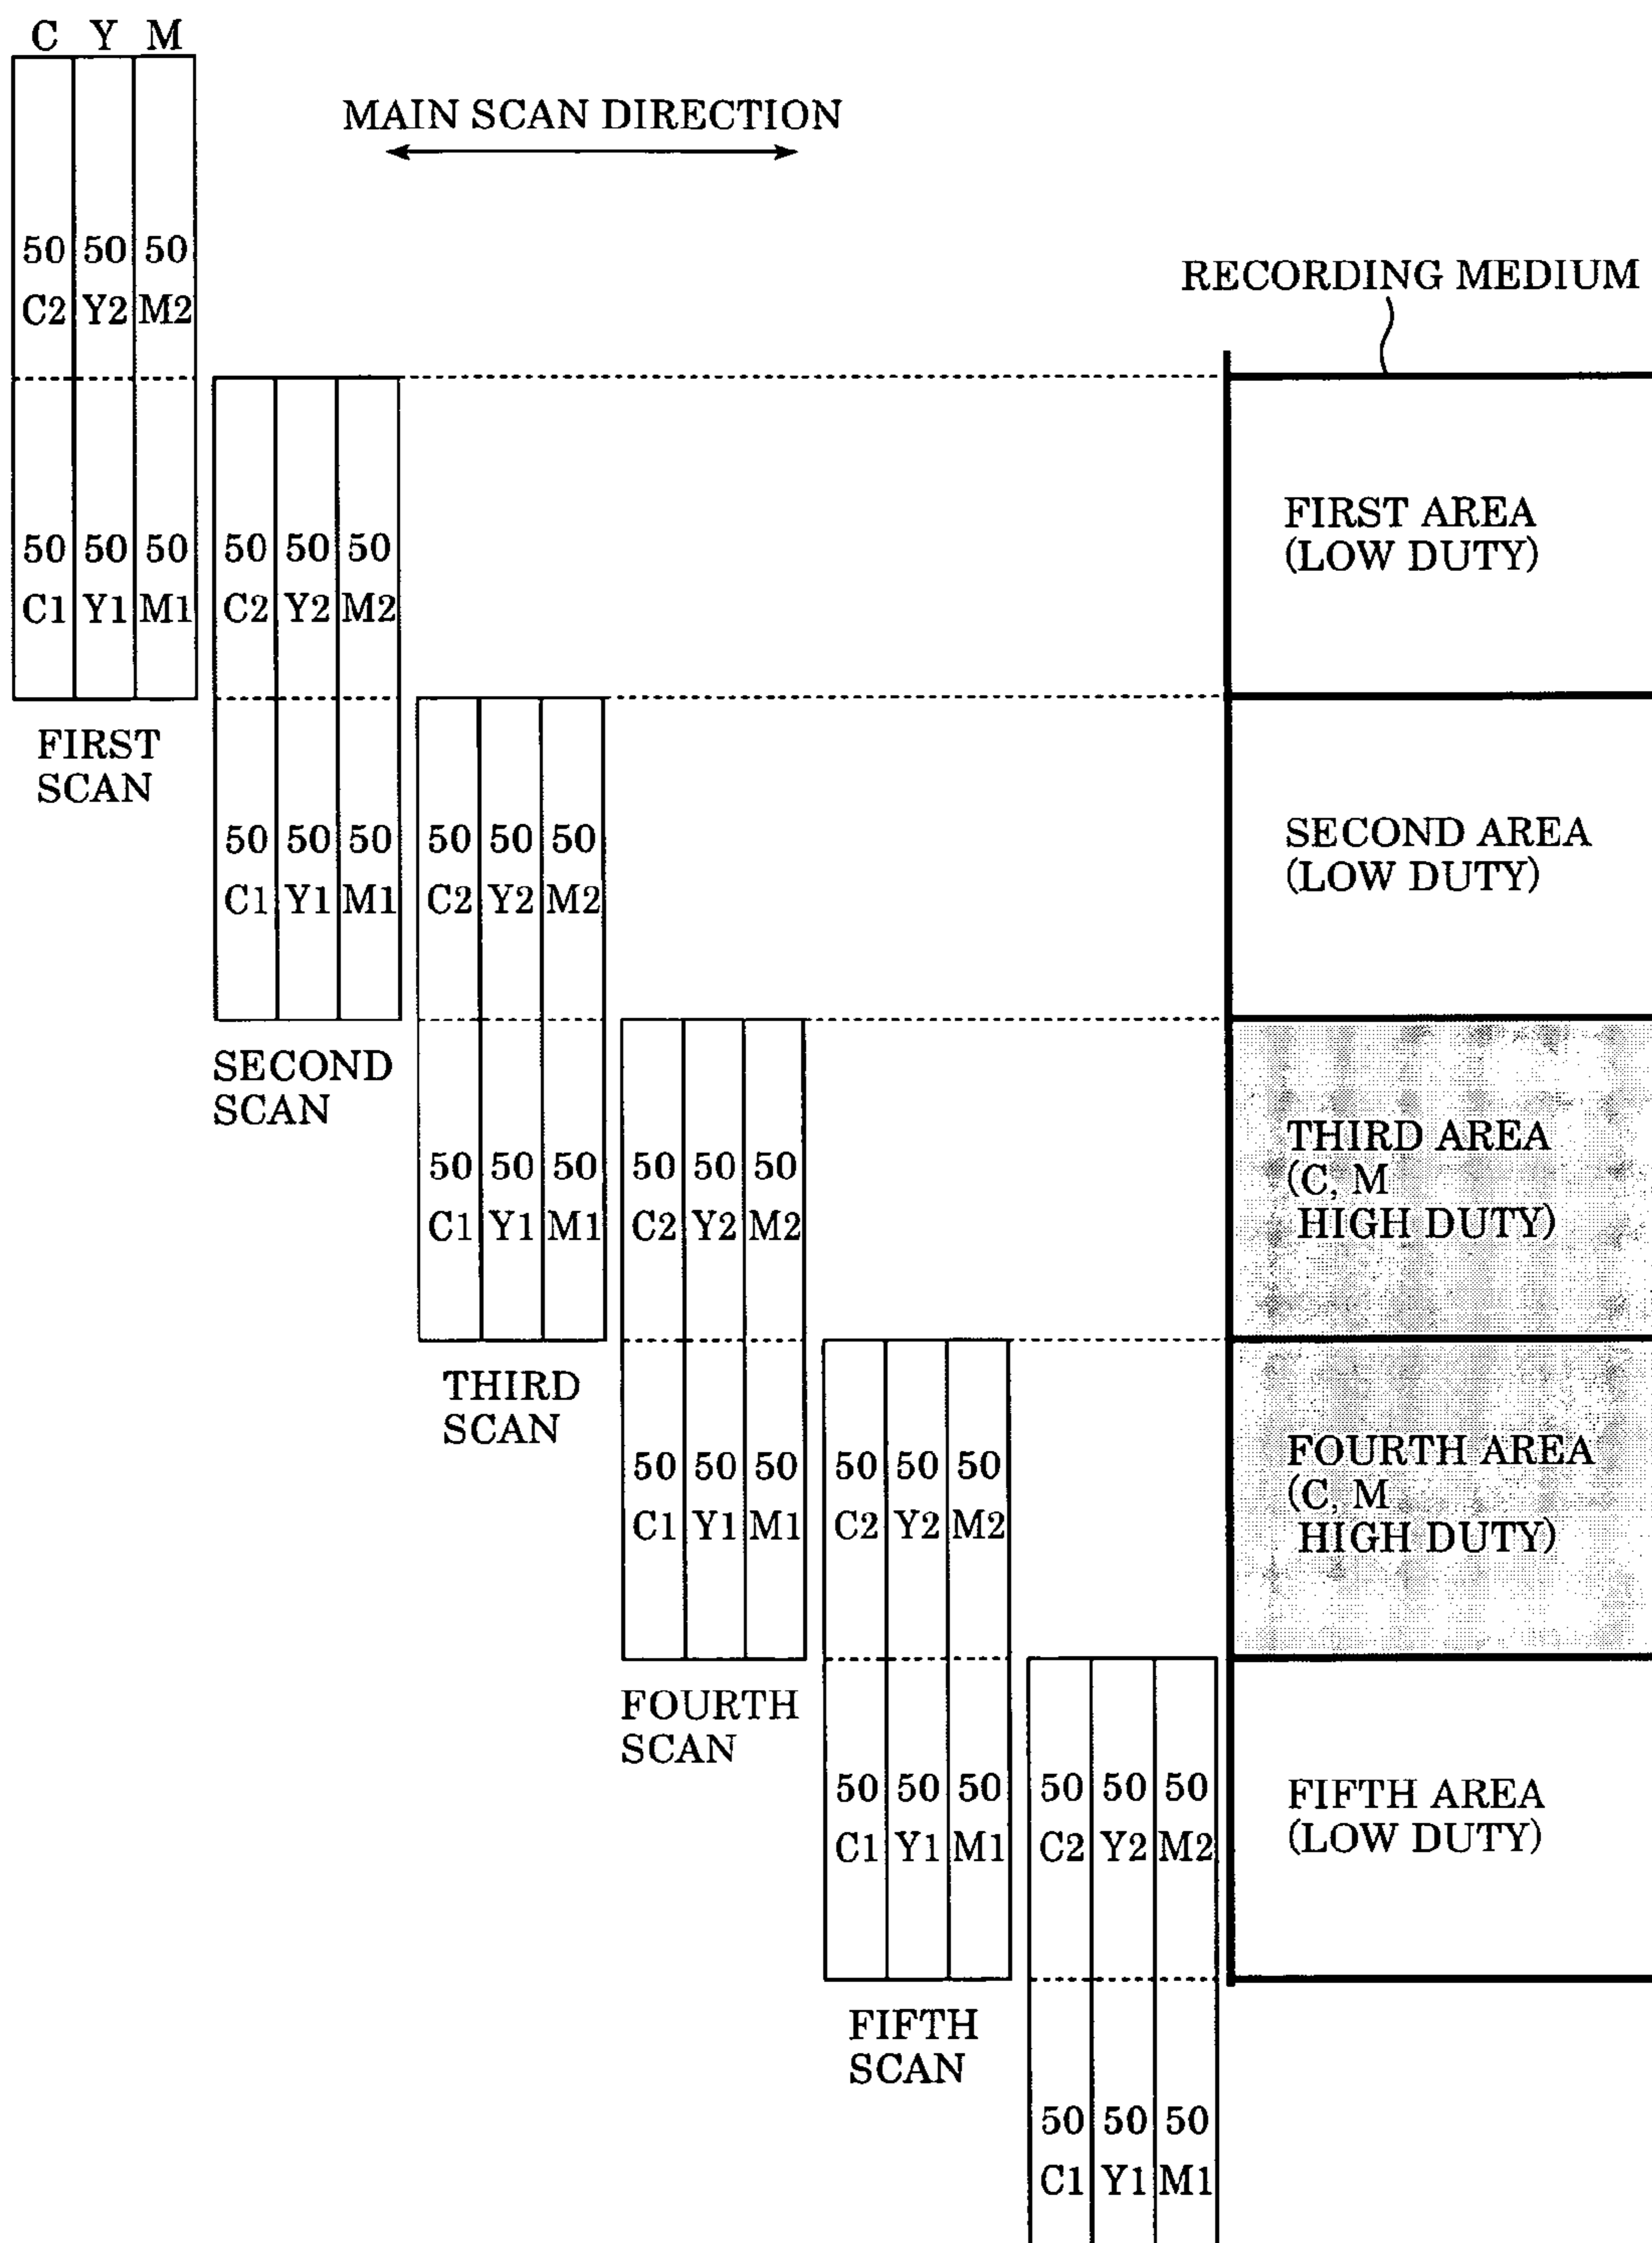 C Y M
MAIN SCAN DIRECTION
50 50 50
C2 Y2 M2
RECORDING MEDIUM
50 50 50
C1 Y1 M1
50 50 50
C2 Y2 M2
FIRST AREA
(LOW DUTY)
FIRST
SCAN
50 50 50
C1 Y1 M1
50 50 50
C2 Y2 M2
SECOND AREA
(LOW DUTY)
SECOND
SCAN
50 50 50
C1 Y1 M1
50 50 50
C2 Y2 M2
THIRD AREA
(C, M
HIGH DUTY)
THIRD
SCAN
50 50 50
C1 Y1 M1
50 50 50
C2 Y2 M2
FOURTH AREA
(C, M
HIGH DUTY)
FOURTH
SCAN
50 50 50
C1 Y1 M1
50 50 50
C2 Y2 M2
FIFTH AREA
(LOW DUTY)
FIFTH
SCAN
50 50 50
C1 Y1 M1